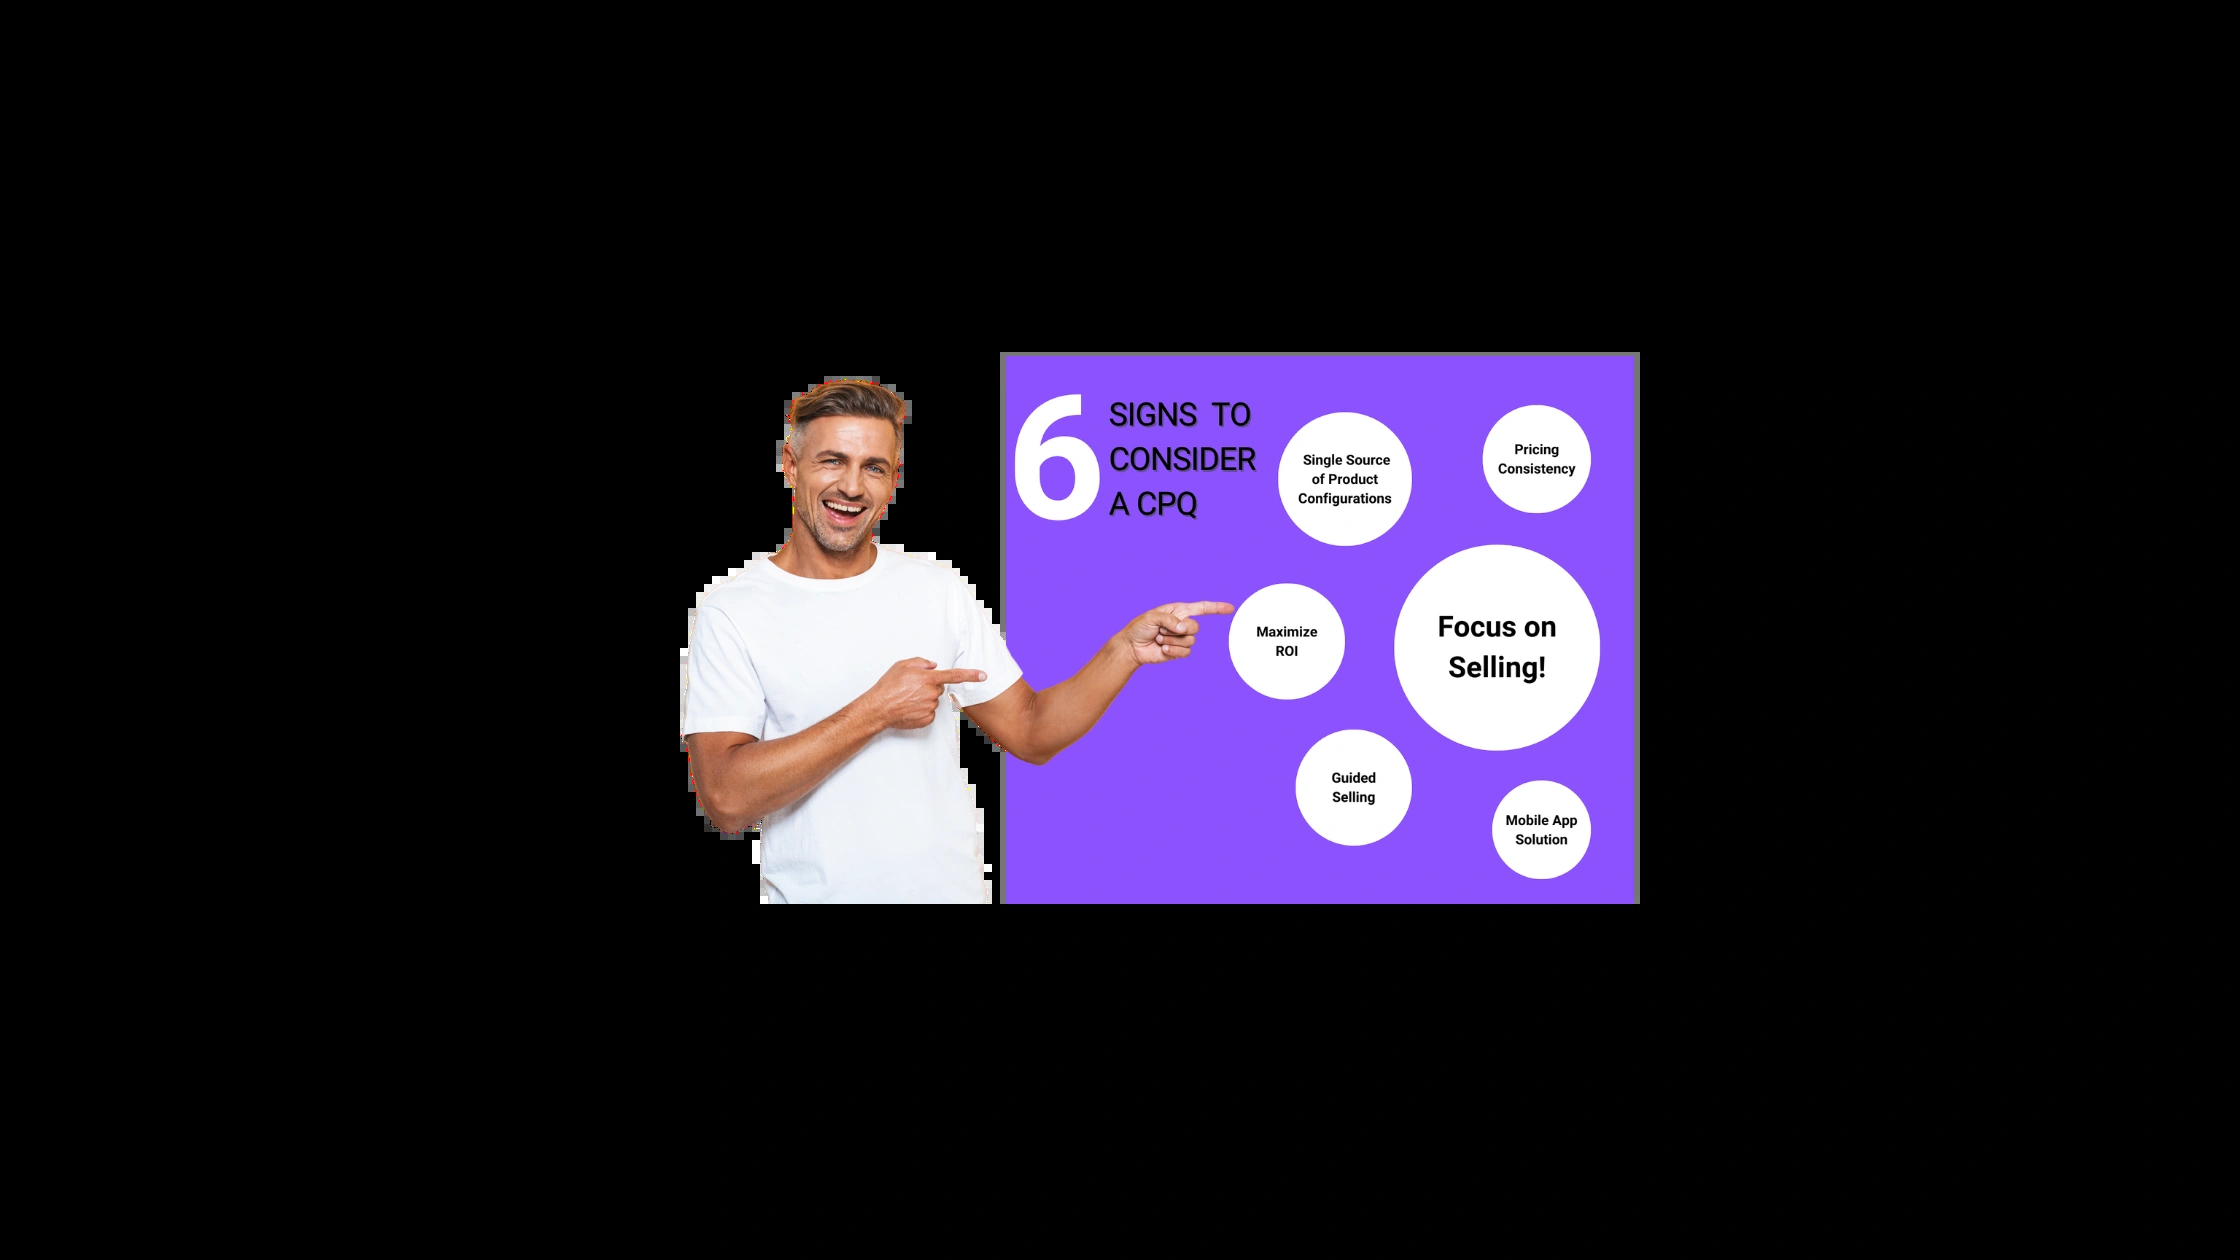 6
SIGNS TO
CONSIDER
A CPQ
Single Source
of Product
Configurations
Pricing
Consistency
Maximize
ROI
Focus on
Selling!
Guided
Selling
Mobile App
Solution